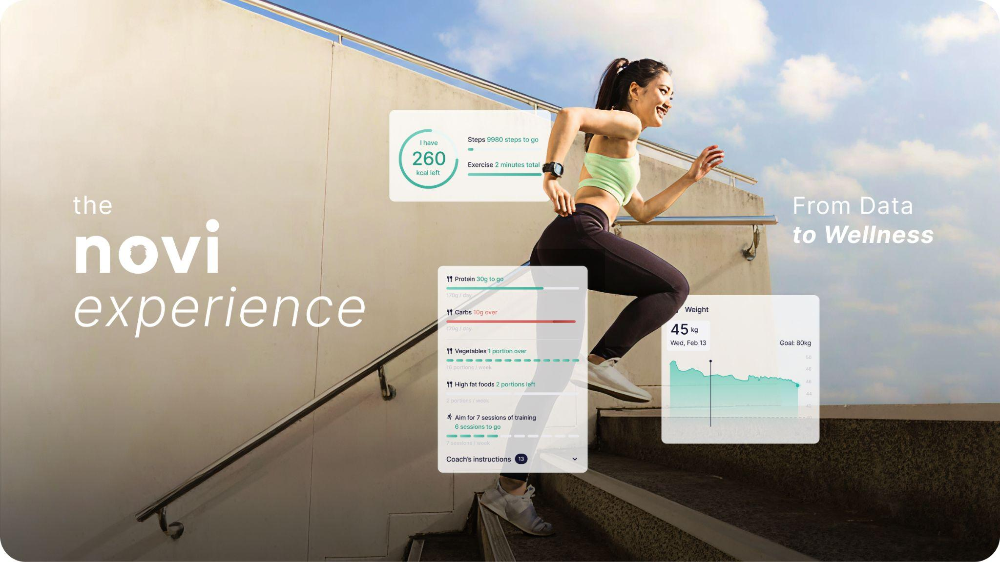 the
novi
experience
From Data
to Wellness
I have
260
kcal left
Steps 9980 steps to go
Exercise 2 minutes total
Protein 30g to go
170g / day
Carbs 10g over
170g / day
Vegetables 1 portion over
16 portions / week
High fat foods 2 portions left
2 portions / week
Aim for 7 sessions of training
6 sessions to go
7 sessions / week
Coach's instructions 13
Weight
45 kg
Wed, Feb 13
Goal: 80kg
50
48
46
44
42
40